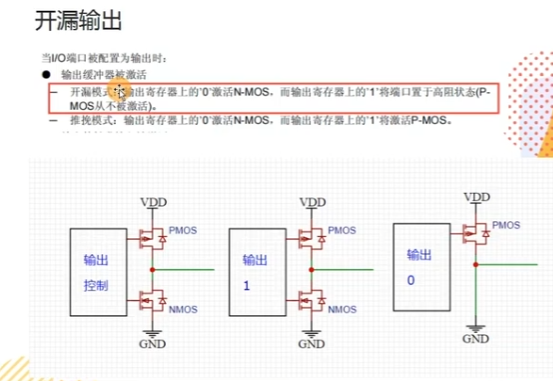 开漏输出
当I/O端口被配置为输出时：
● 输出缓冲器被激活
─ 开漏模式：输出寄存器上的'0'激活N-MOS，而输出寄存器上的'1'将端口置于高阻状态(P-
MOS从不被激活)。
─ 推挽模式：输出寄存器上的'0'激活N-MOS，而输出寄存器上的'1'将激活P-MOS。
VDD
PMOS
输出
控制
NMOS
GND
VDD
PMOS
输出
1
NMOS
GND
VDD
PMOS
输出
0
GND